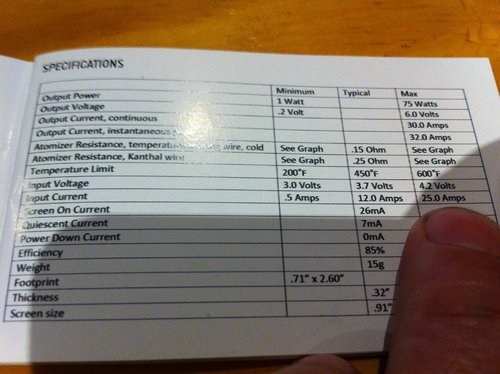 SPECIFICATIONS
Minimum Typical Max
Output Power 1 Watt 75 Watts
Output Voltage .2 Volt 6.0 Volts
Output Current, continuous 30.0 Amps
Output Current, instantaneous 32.0 Amps
Atomizer Resistance, wire, cold See Graph .15 Ohm See Graph
Atomizer Resistance, Kanthal wire See Graph .25 Ohm See Graph
Temperature Limit 200°F 450°F 600°F
Input Voltage 3.0 Volts 3.7 Volts 4.2 Volts
Input Current .5 Amps 12.0 Amps 25.0 Amps
Screen On Current 26mA
Quiescent Current 7mA
Power Down Current 0mA
Efficiency 85%
Weight 15g
Footprint .71" x 2.60"
Thickness .32"
Screen size .91"